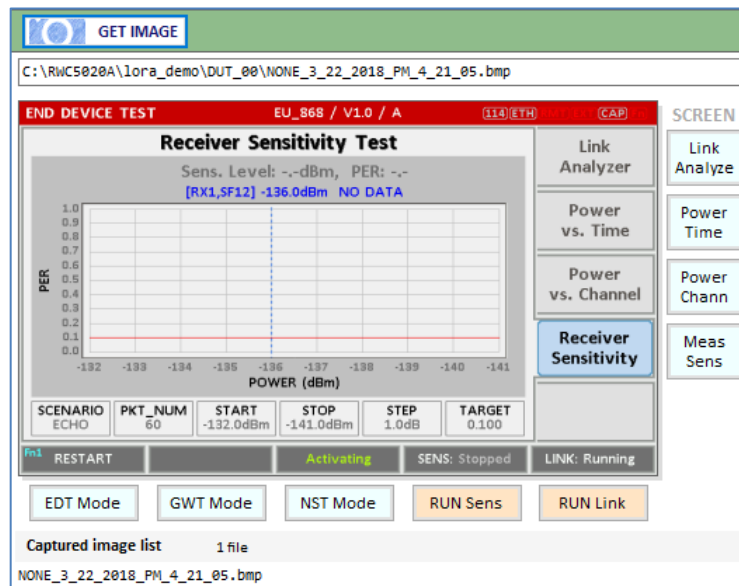 GET IMAGE
C:\RWC5020A\lora_demo\DUT_00\NONE_3_22_2018_PM_4_21_05.bmp
END DEVICE TEST EU_868 / V1.0 / A 114 ETH CAP
SCREEN
Receiver Sensitivity Test
Sens. Level: -.-dBm, PER: -.-
[RX1,SF12] -136.0dBm NO DATA
1.0
0.9
0.8
0.7
0.6
0.5
0.4
0.3
0.2
0.1
0.0
PER
-132 -133 -134 -135 -136 -137 -138 -139 -140 -141
POWER (dBm)
SCENARIO PKT_NUM START STOP STEP TARGET
ECHO 60 -132.0dBm -141.0dBm 1.0dB 0.100
Link
Analyzer
Power
vs. Time
Power
vs. Channel
Receiver
Sensitivity
Link
Analyze
Power
Time
Power
Chann
Meas
Sens
Fn1 RESTART Activating SENS: Stopped LINK: Running
EDT Mode GWT Mode NST Mode RUN Sens RUN Link
Captured image list 1 file
NONE_3_22_2018_PM_4_21_05.bmp